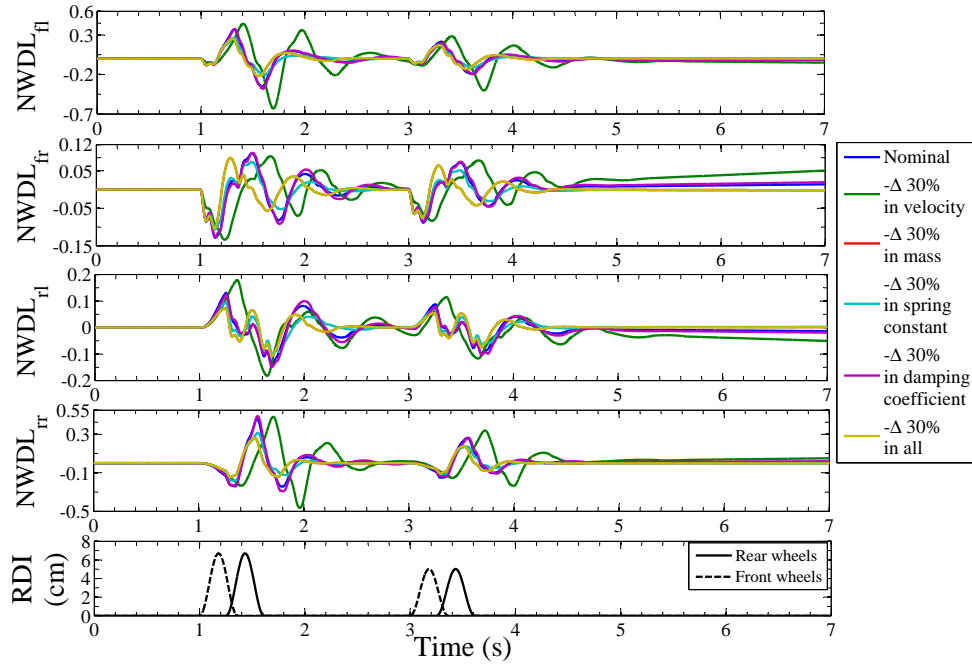 NWDL_fl
0.6
0.3
-0.2
-0.7
0 1 2 3 4 5 6 7
NWDL_fr
0.12
0.05
-0.05
-0.15
0 1 2 3 4 5 6 7
NWDL_rl
0.2
0.1
0
-0.1
-0.2
0 1 2 3 4 5 6 7
NWDL_rr
0.55
0.3
-0.1
-0.5
0 1 2 3 4 5 6 7
RDI
(cm)
8
6
4
2
0
0 1 2 3 4 5 6 7
Time (s)
Rear wheels
Front wheels
Nominal
-Δ 30%
in velocity
-Δ 30%
in mass
-Δ 30%
in spring
constant
-Δ 30%
in damping
coefficient
-Δ 30%
in all